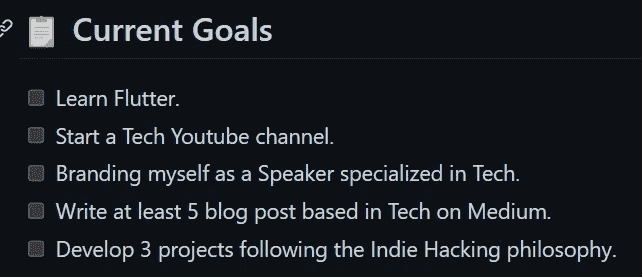 Current Goals
Learn Flutter.
Start a Tech Youtube channel.
Branding myself as a Speaker specialized in Tech.
Write at least 5 blog post based in Tech on Medium.
Develop 3 projects following the Indie Hacking philosophy.